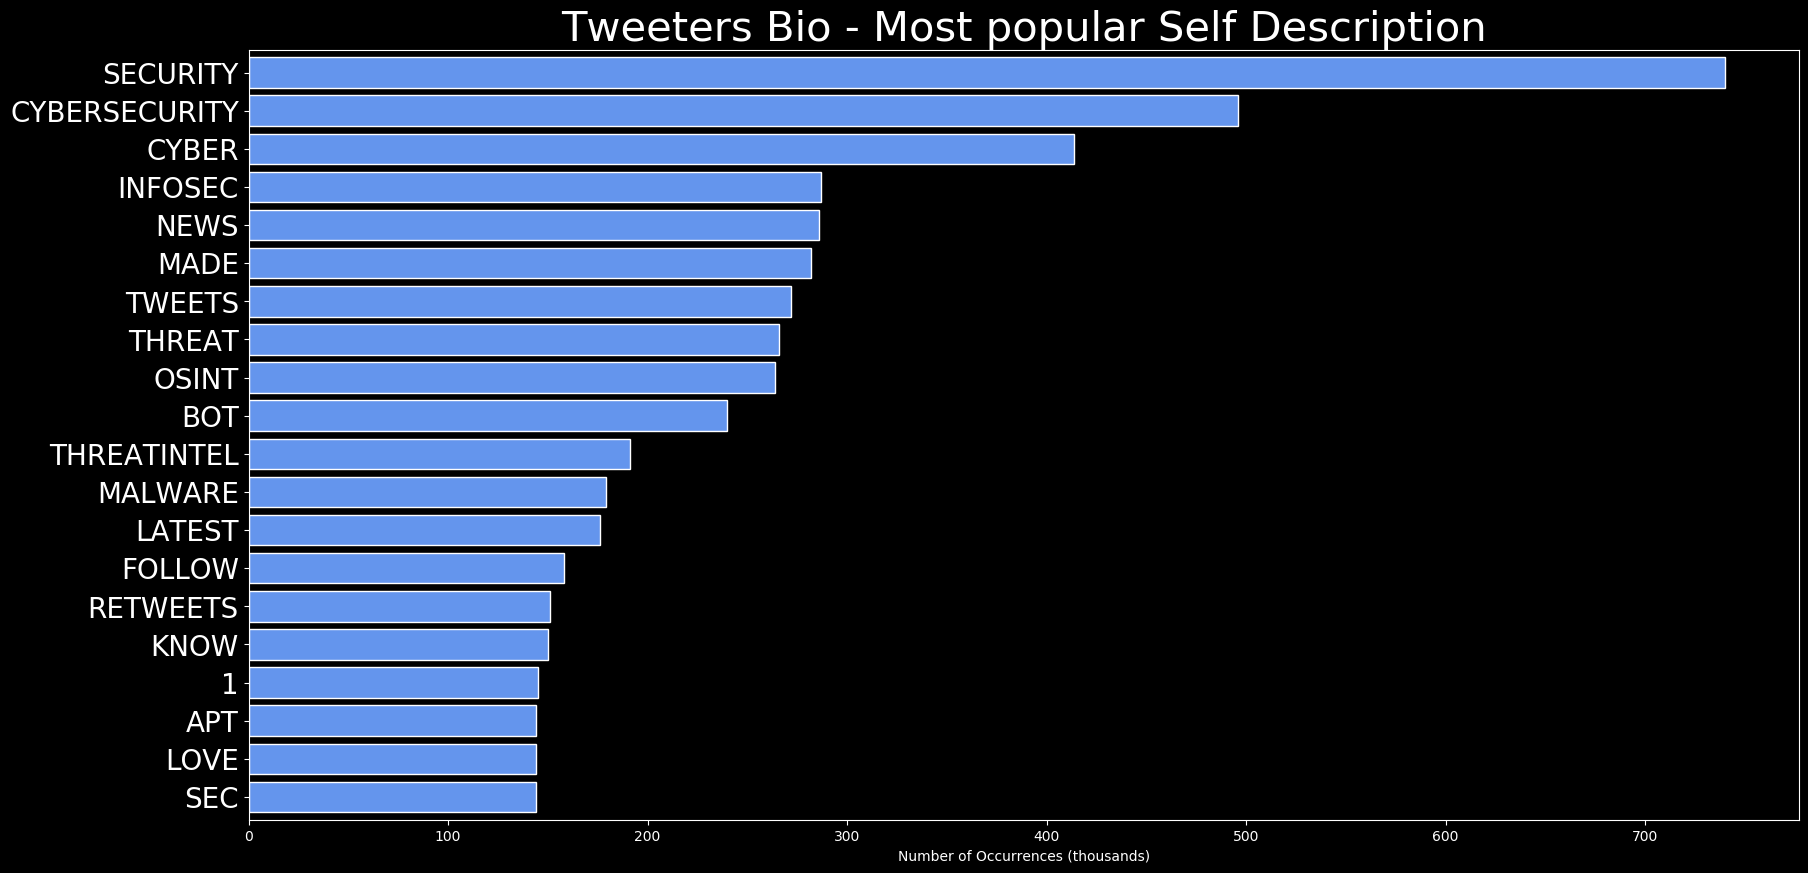 Tweeters Bio - Most popular Self Description
SECURITY
CYBERSECURITY
CYBER
INFOSEC
NEWS
MADE
TWEETS
THREAT
OSINT
BOT
THREATINTEL
MALWARE
LATEST
FOLLOW
RETWEETS
KNOW
1
APT
LOVE
SEC
0 100 200 300 400 500 600 700
Number of Occurrences (thousands)